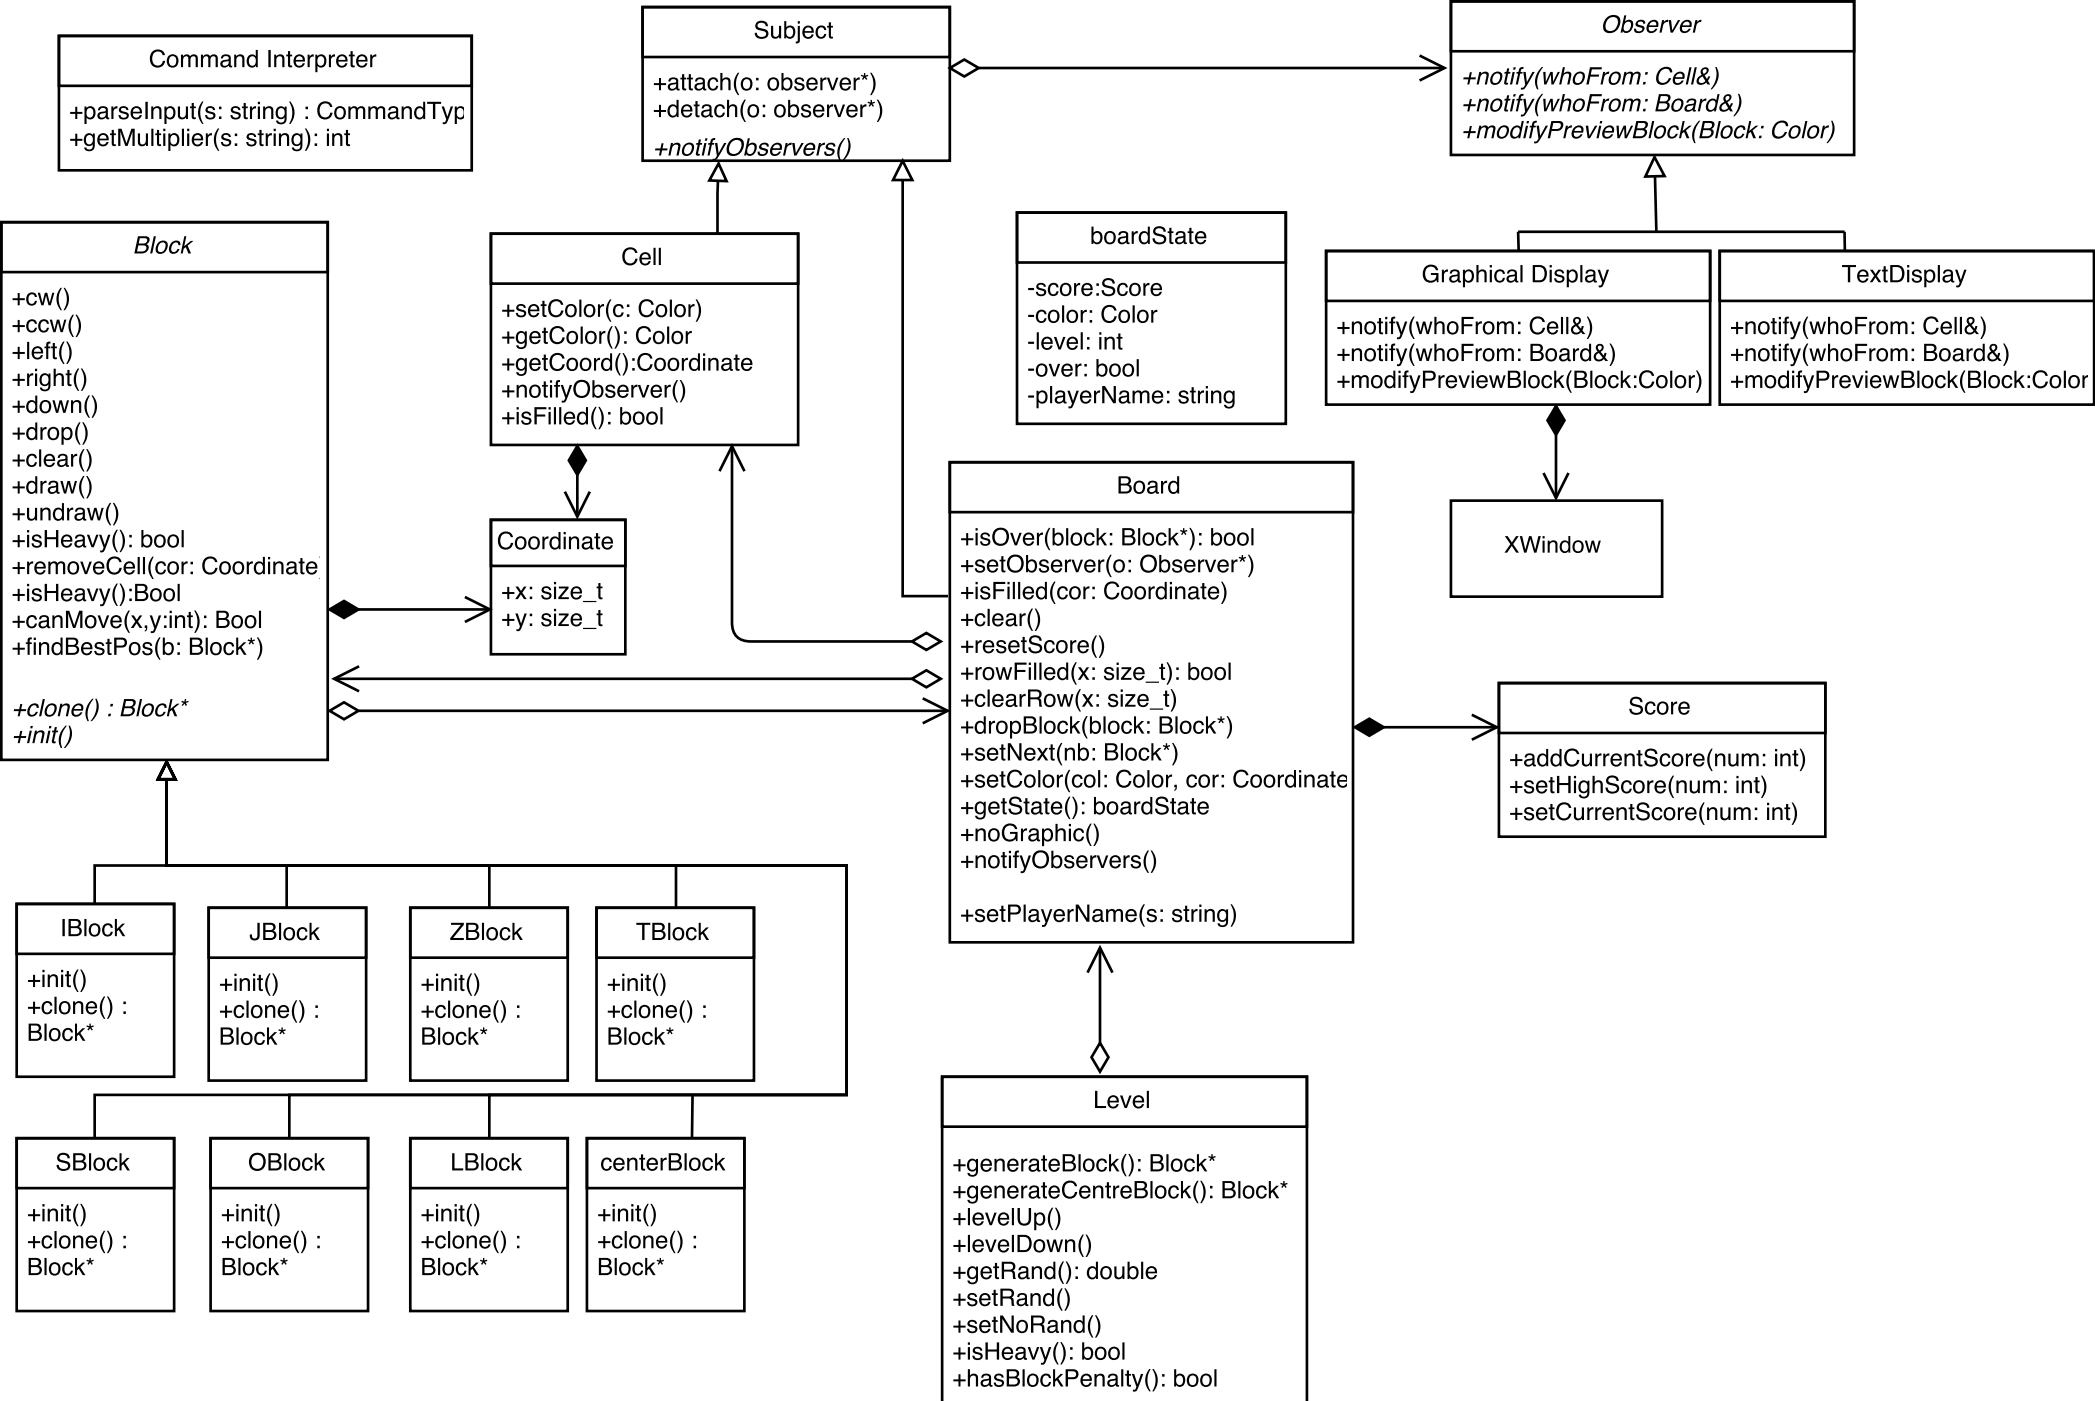 Command Interpreter
+parseInput(s: string) : CommandTyp
+getMultiplier(s: string): int
Subject
+attach(o: observer*)
+detach(o: observer*)
+notifyObservers()
Observer
+notify(whoFrom: Cell&)
+notify(whoFrom: Board&)
+modifyPreviewBlock(Block: Color)
Block
+cw()
+ccw()
+left()
+right()
+down()
+drop()
+clear()
+draw()
+undraw()
+isHeavy(): bool
+removeCell(cor: Coordinate
+isHeavy():Bool
+canMove(x,y:int): Bool
+findBestPos(b: Block*)
+clone() : Block*
+init()
Cell
+setColor(c: Color)
+getColor(): Color
+getCoord():Coordinate
+notifyObserver()
+isFilled(): bool
Coordinate
+x: size_t
+y: size_t
boardState
-score:Score
-color: Color
-level: int
-over: bool
-playerName: string
Graphical Display
+notify(whoFrom: Cell&)
+notify(whoFrom: Board&)
+modifyPreviewBlock(Block:Color)
TextDisplay
+notify(whoFrom: Cell&)
+notify(whoFrom: Board&)
+modifyPreviewBlock(Block:Color
XWindow
Board
+isOver(block: Block*): bool
+setObserver(o: Observer*)
+isFilled(cor: Coordinate)
+clear()
+resetScore()
+rowFilled(x: size_t): bool
+clearRow(x: size_t)
+dropBlock(block: Block*)
+setNext(nb: Block*)
+setColor(col: Color, cor: Coordinate
+getState(): boardState
+noGraphic()
+notifyObservers()
+setPlayerName(s: string)
Score
+addCurrentScore(num: int)
+setHighScore(num: int)
+setCurrentScore(num: int)
IBlock
+init()
+clone() :
Block*
JBlock
+init()
+clone() :
Block*
ZBlock
+init()
+clone() :
Block*
TBlock
+init()
+clone() :
Block*
SBlock
+init()
+clone() :
Block*
OBlock
+init()
+clone() :
Block*
LBlock
+init()
+clone() :
Block*
centerBlock
+init()
+clone() :
Block*
Level
+generateBlock(): Block*
+generateCentreBlock(): Block*
+levelUp()
+levelDown()
+getRand(): double
+setRand()
+setNoRand()
+isHeavy(): bool
+hasBlockPenalty(): bool